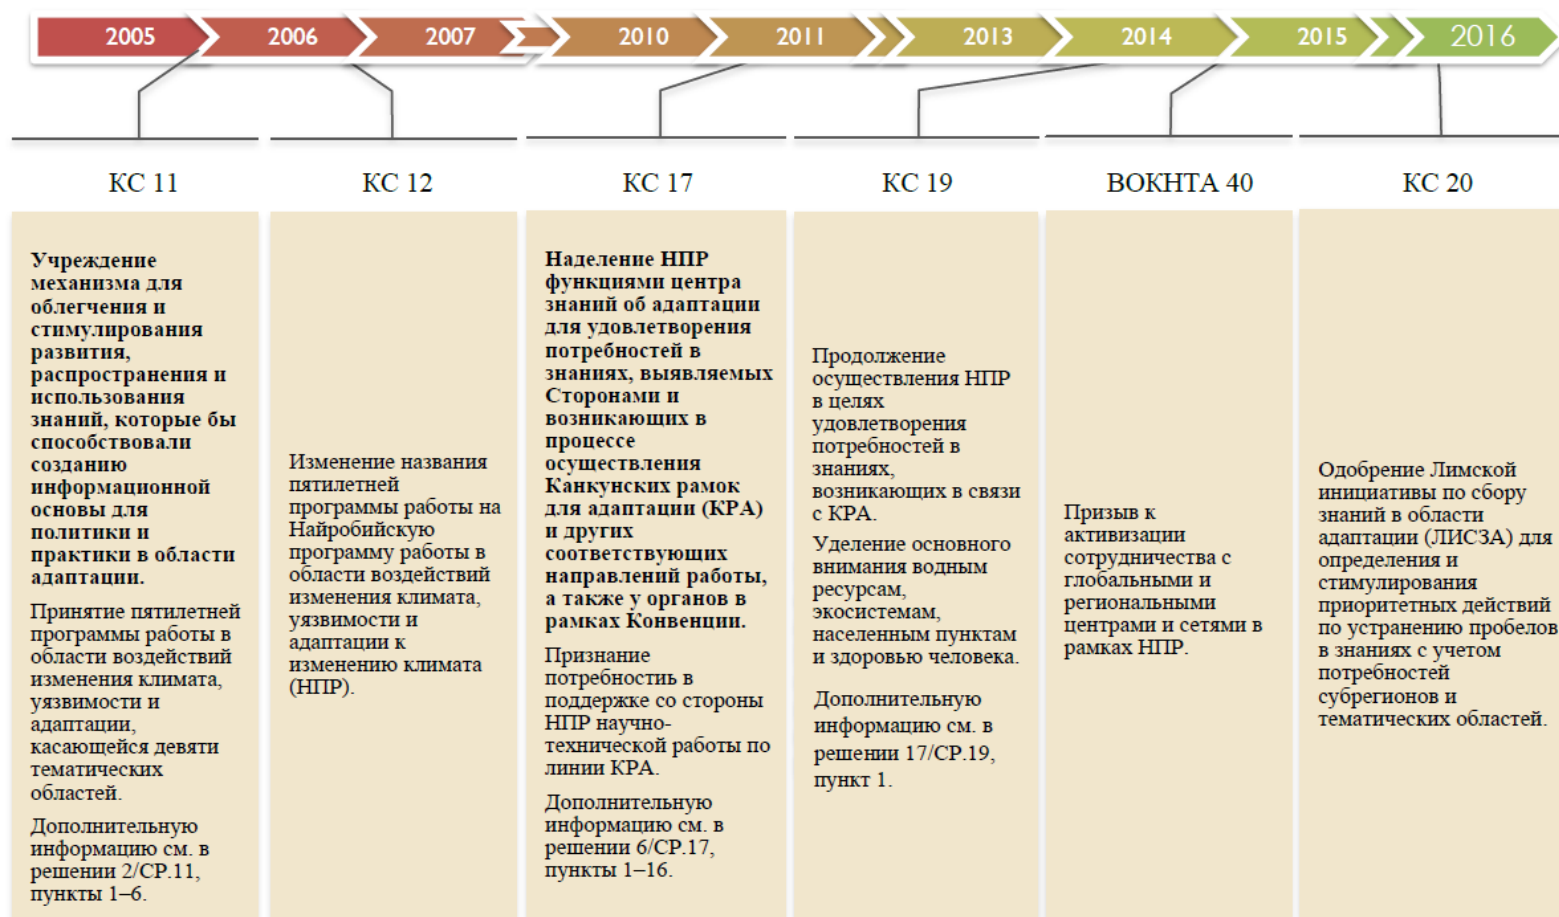 2005
2006
2007
2010
2011
2013
2014
2015
2016
КС 11
Учреждение
механизма для
облегчения и
стимулирования
развития,
распространения и
использования
знаний, которые бы
способствовали
созданию
информационной
основы для
политики и
практики в области
адаптации.
Принятие пятилетней
программы работы в
области воздействий
изменения климата,
уязвимости и
адаптации,
касающейся девяти
тематических
областей.
Дополнительную
информацию см. в
решении 2/CP.11,
пункты 1–6.
КС 12
Изменение названия
пятилетней
программы работы на
Найробийскую
программу работы в
области воздействий
изменения климата,
уязвимости и
адаптации к
изменению климата
(НПР).
КС 17
Наделение НПР
функциями центра
знаний об адаптации
для удовлетворения
потребностей в
знаниях, выявляемых
Сторонами и
возникающих в
процессе
осуществления
Канкунских рамок
для адаптации (КРА)
и других
соответствующих
направлений работы,
а также у органов в
рамках Конвенции.
Признание
потребностиь в
поддержке со стороны
НПР научно-
технической работы по
линии КРА.
Дополнительную
информацию см. в
решении 6/CP.17,
пункты 1–16.
КС 19
Продолжение
осуществления НПР
в целях
удовлетворения
потребностей в
знаниях,
возникающих в связи
с КРА.
Уделение основного
внимания водным
ресурсам,
экосистемам,
населенным пунктам
и здоровью человека.
Дополнительную
информацию см. в
решении 17/CP.19,
пункт 1.
ВОКНТА 40
Призыв к
активизации
сотрудничества с
глобальными и
региональными
центрами и сетями в
рамках НПР.
КС 20
Одобрение Лимской
инициативы по сбору
знаний в области
адаптации (ЛИСЗА) для
определения и
стимулирования
приоритетных действий
по устранению пробелов
в знаниях с учетом
потребностей
субрегионов и
тематических областей.